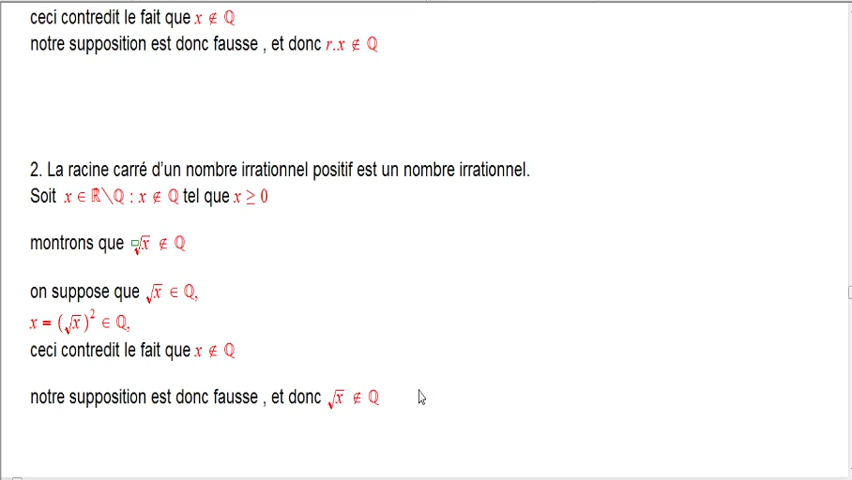 ceci contredit le fait que x ∉ ℚ
notre supposition est donc fausse , et donc r.x ∉ ℚ
2. La racine carré d'un nombre irrationnel positif est un nombre irrationnel.
Soit x ∈ ℝ\ℚ : x ∉ ℚ tel que x ≥ 0
montrons que √x ∉ ℚ
on suppose que √x ∈ ℚ,
x = (√x)² ∈ ℚ,
ceci contredit le fait que x ∉ ℚ
notre supposition est donc fausse , et donc √x ∉ ℚ